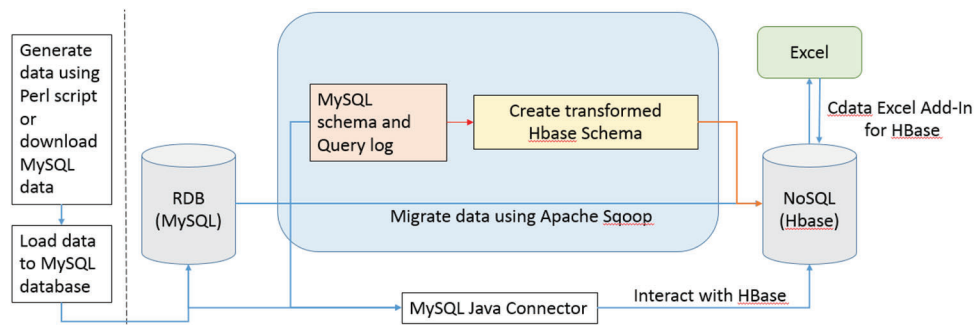 Generate
data using
Perl script
or
download
MySQL
data
Load data
to MySQL
database
RDB
(MySQL)
MySQL
schema and
Query log
Create transformed
Hbase Schema
Migrate data using Apache Sqoop
MySQL Java Connector
Interact with HBase
Excel
Cdata Excel Add-In
for HBase
NoSQL
(Hbase)